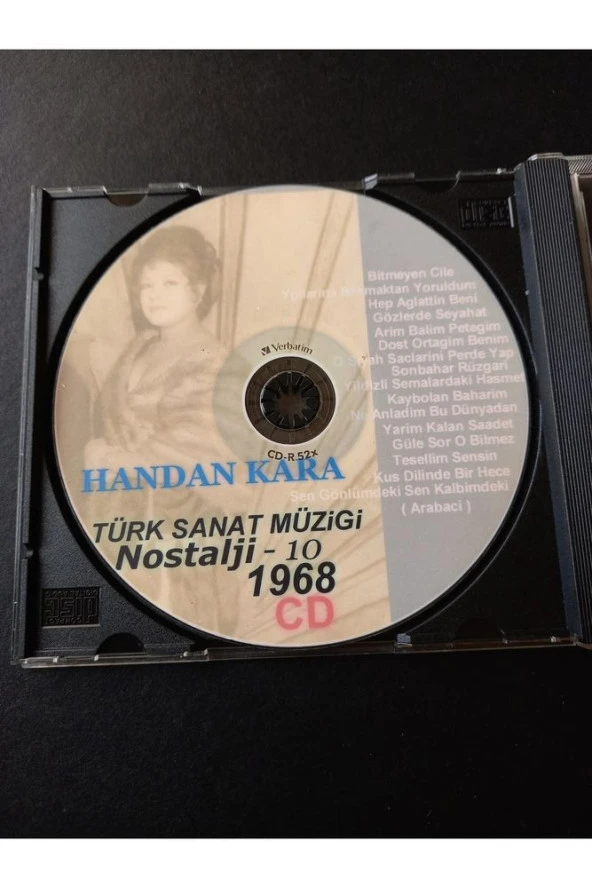 Bitmeyen Cile
Yollarina Bakmaktan Yoruldum
Hep Aglattin Beni
Gözlerde Seyahat
Arim Balim Petegim
Dost Ortagim Benim
O Siyah Saclarini Perde Yap
Sonbahar Rüzgari
Yildizli Semalardaki Hasmet
Kaybolan Baharim
Ne Anladim Bu Dünyadan
Yarim Kalan Saadet
Güle Sor O Bilmez
Tesellim Sensin
Kus Dilinde Bir Hece
Sen Gönlümdeki Sen Kalbimdeki
( Arabaci )
Verbatim
CD-R 52x
HANDAN KARA
TÜRK SANAT MÜZiGi
Nostalji - 10
1968
CD